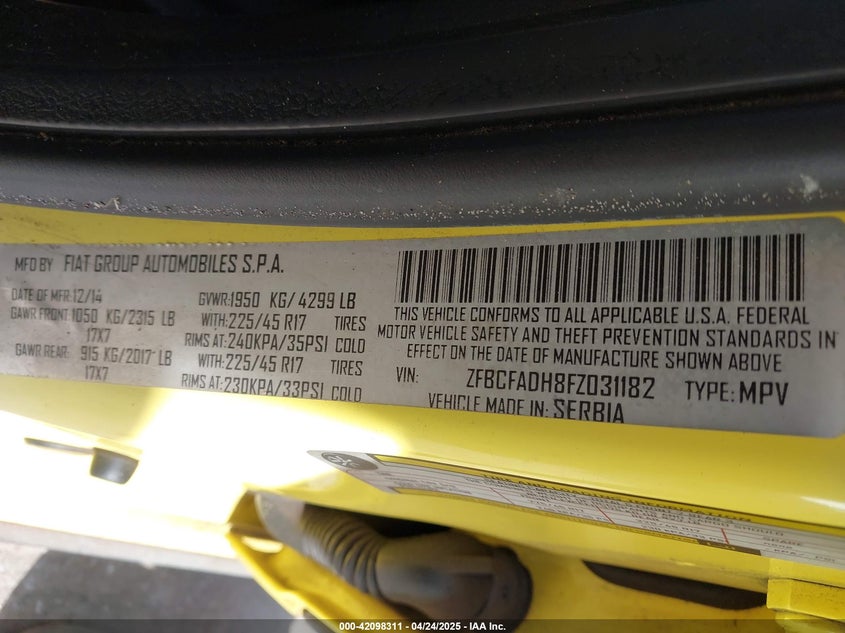 MFD BY FIAT GROUP AUTOMOBILES S.P.A.
DATE OF MFR: 12/14 GVWR: 1950 KG/ 4299 LB
GAWR FRONT: 1050 KG/2315 LB WITH: 225/45 R17 TIRES
17X7 RIMS AT: 240KPA/35PSI COLD
GAWR REAR: 915 KG/2017 LB WITH: 225/45 R17 TIRES
17X7 RIMS AT: 230KPA/33PSI COLD
THIS VEHICLE CONFORMS TO ALL APPLICABLE U.S.A. FEDERAL
MOTOR VEHICLE SAFETY AND THEFT PREVENTION STANDARDS IN
EFFECT ON THE DATE OF MANUFACTURE SHOWN ABOVE
VIN: ZFBCFADH8FZ031182 TYPE: MPV
VEHICLE MADE IN: SERBIA
000-42098311 - 04/24/2025 - IAA Inc.